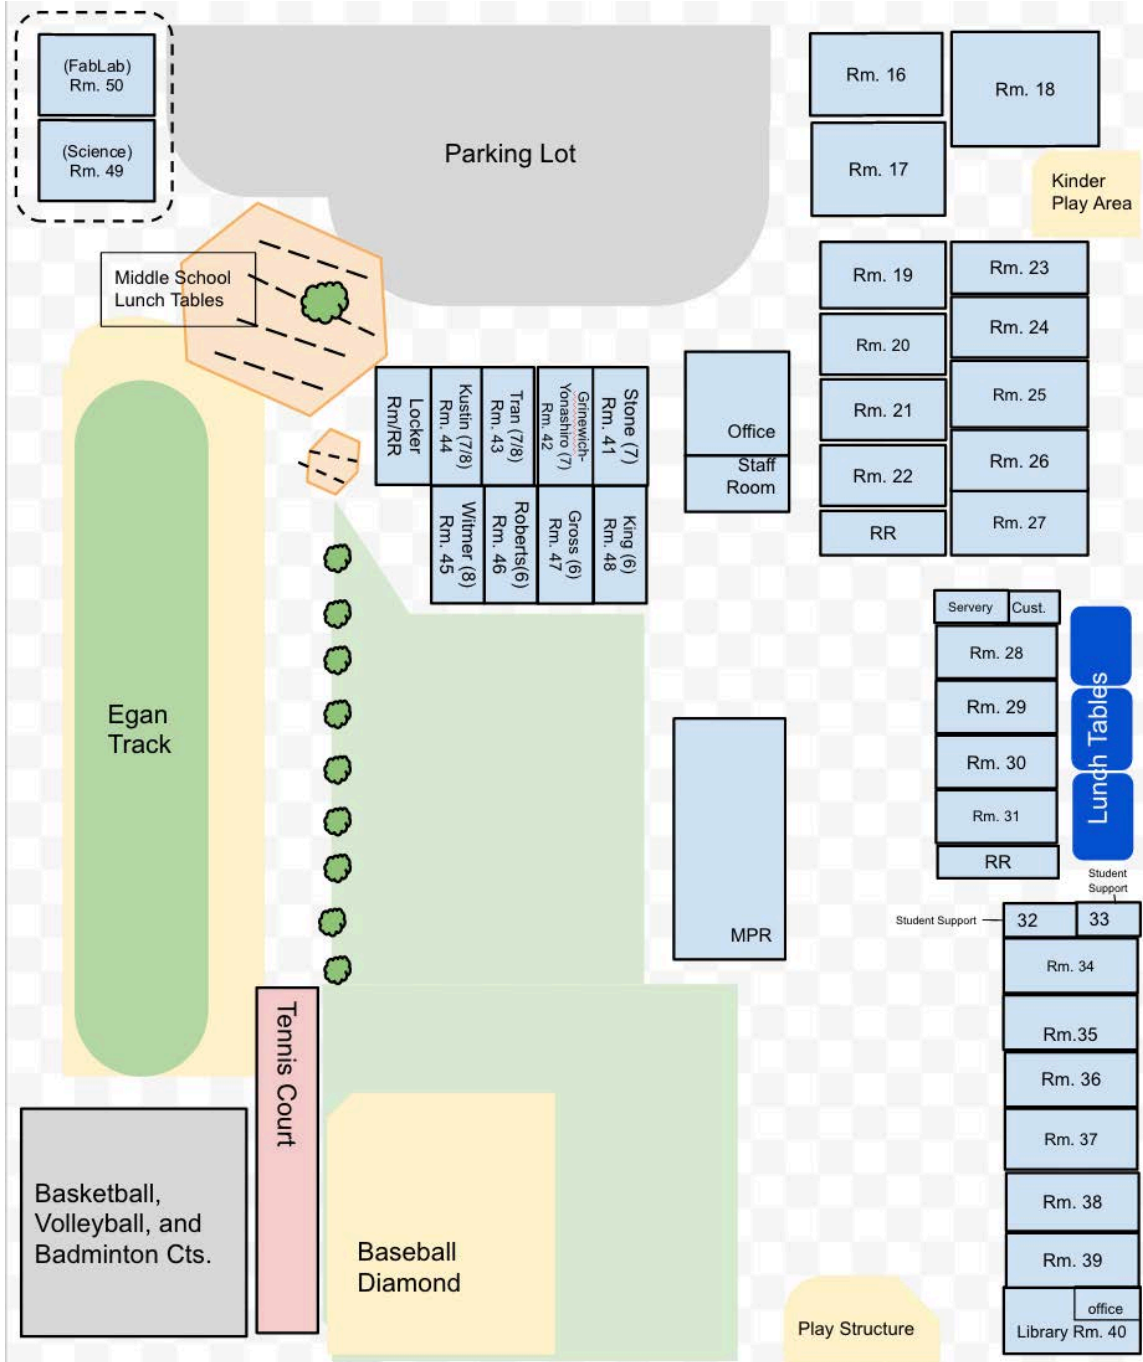 (FabLab)
Rm. 50
(Science)
Rm. 49
Parking Lot
Rm. 16
Rm. 18
Rm. 17
Kinder
Play Area
Middle School
Lunch Tables
Rm. 19
Rm. 20
Rm. 21
Rm. 22
RR
Rm. 23
Rm. 24
Rm. 25
Rm. 26
Rm. 27
Locker
Rm/RR
Kustin (7/8)
Rm. 44
Tran (7/8)
Rm. 43
Grinewich-
Yonashiro (7)
Rm. 42
Stone (7)
Rm. 41
Witmer (8)
Rm. 45
Roberts(6)
Rm. 46
Gross (6)
Rm. 47
King (6)
Rm. 48
Office
Staff
Room
Servery
Cust.
Rm. 28
Rm. 29
Rm. 30
Rm. 31
RR
Lunch Tables
Egan
Track
MPR
Student
Support
Student Support
32
33
Rm. 34
Rm.35
Rm. 36
Rm. 37
Rm. 38
Rm. 39
office
Library Rm. 40
Tennis Court
Basketball,
Volleyball, and
Badminton Cts.
Baseball
Diamond
Play Structure